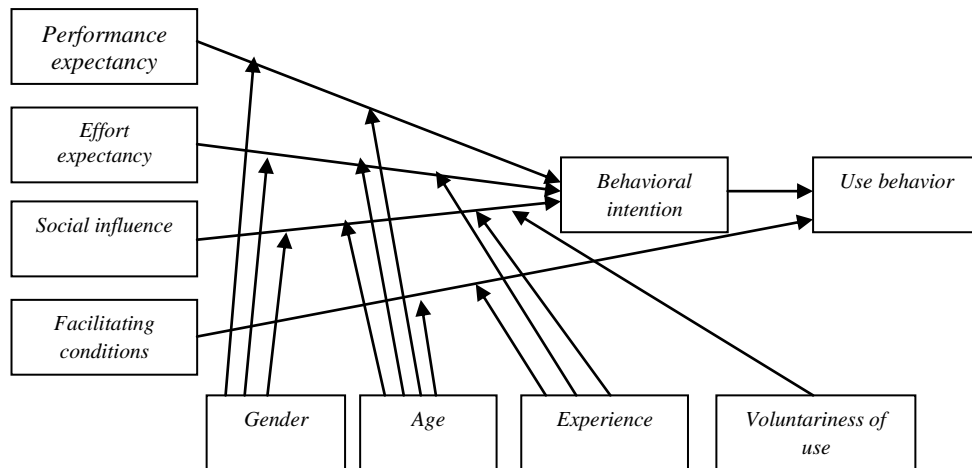 Performance
expectancy
Effort
expectancy
Social influence
Facilitating
conditions
Behavioral
intention
Use behavior
Gender
Age
Experience
Voluntariness of
use